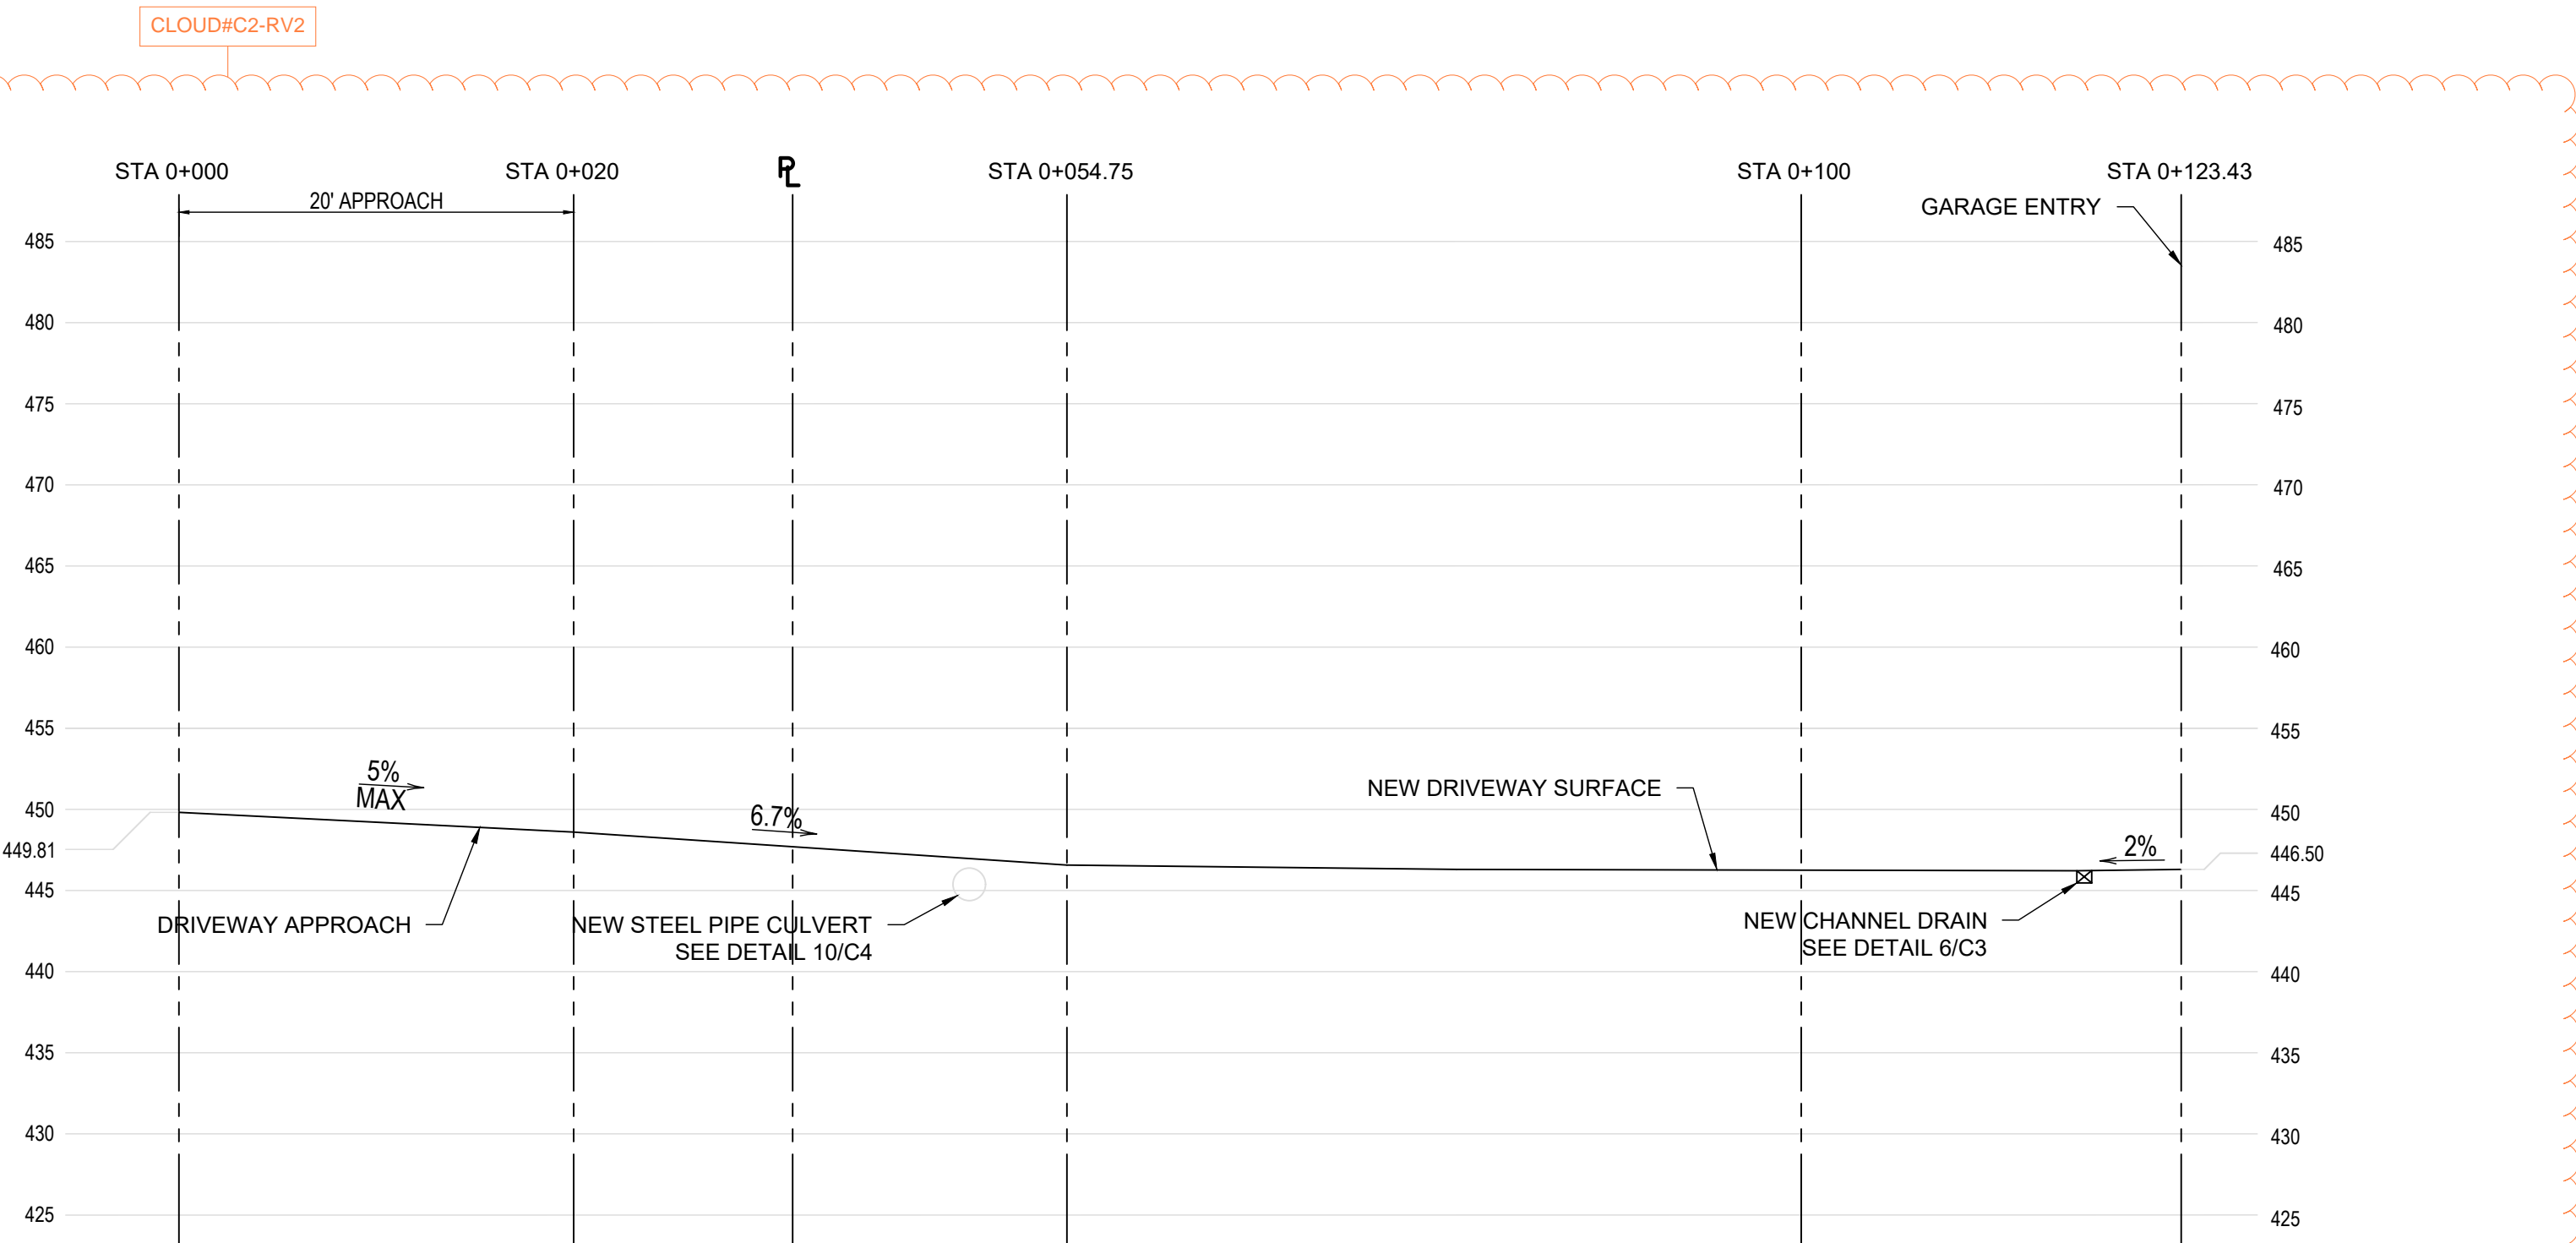 CLOUD#C2-RV2
STA 0+000
STA 0+020
PL
STA 0+054.75
STA 0+100
STA 0+123.43
20' APPROACH
GARAGE ENTRY
485
485
480
480
475
475
470
470
465
465
460
460
455
455
5%
MAX
NEW DRIVEWAY SURFACE
450
6.7%
450
449.81
2%
446.50
445
445
DRIVEWAY APPROACH
NEW STEEL PIPE CULVERT
SEE DETAIL 10/C4
NEW CHANNEL DRAIN
SEE DETAIL 6/C3
440
440
435
435
430
430
425
425